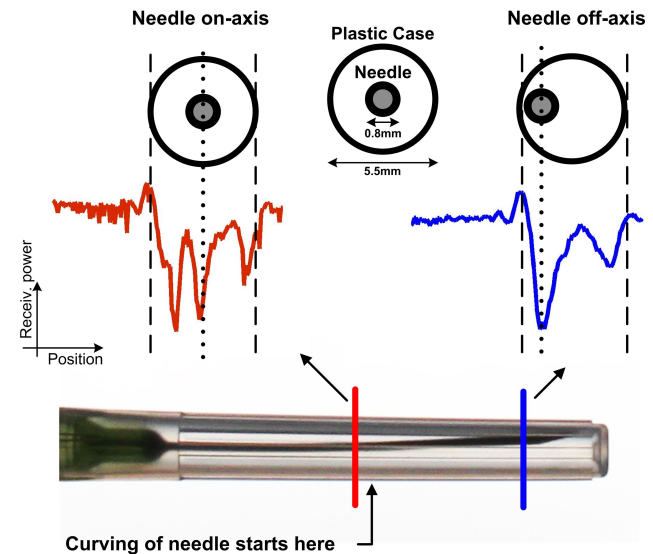 Needle on-axis
Needle off-axis
Plastic Case
Needle
0.8mm
5.5mm
Receiv. power
Position
Curving of needle starts here